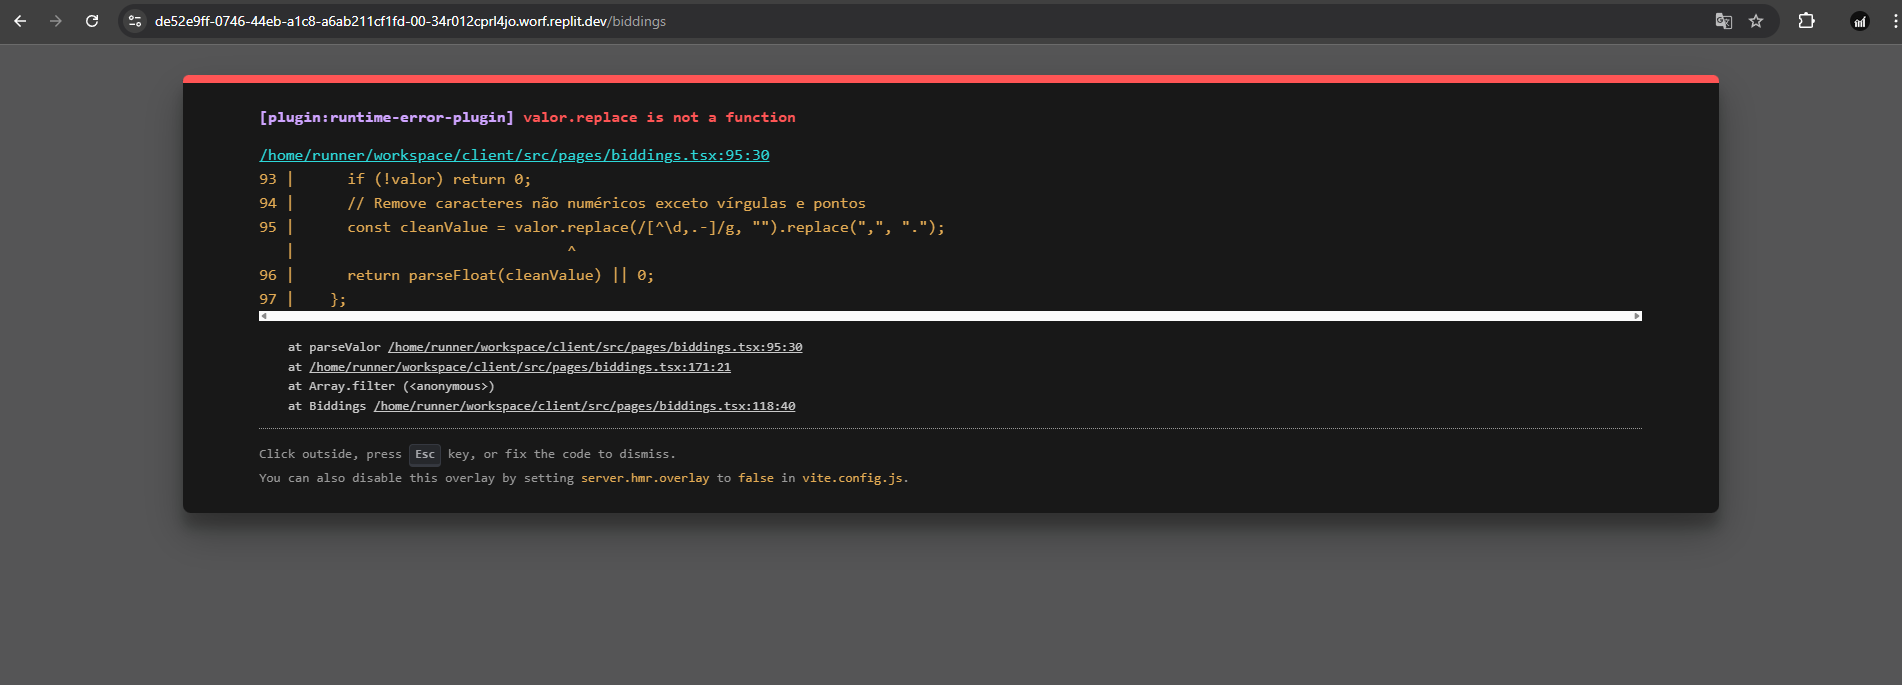 de52e9ff-0746-44eb-a1c8-a6ab211cf1fd-00-34r012cprl4jo.worf.replit.dev/biddings
[plugin:runtime-error-plugin] valor.replace is not a function
/home/runner/workspace/client/src/pages/biddings.tsx:95:30
93 |      if (!valor) return 0;
94 |      // Remove caracteres não numéricos exceto vírgulas e pontos
95 |      const cleanValue = valor.replace(/[^\d,.-]/g, "").replace(",", ".");
   |                               ^
96 |      return parseFloat(cleanValue) || 0;
97 |    };
at parseValor /home/runner/workspace/client/src/pages/biddings.tsx:95:30
at /home/runner/workspace/client/src/pages/biddings.tsx:171:21
at Array.filter (<anonymous>)
at Biddings /home/runner/workspace/client/src/pages/biddings.tsx:118:40
Click outside, press Esc key, or fix the code to dismiss.
You can also disable this overlay by setting server.hmr.overlay to false in vite.config.js.